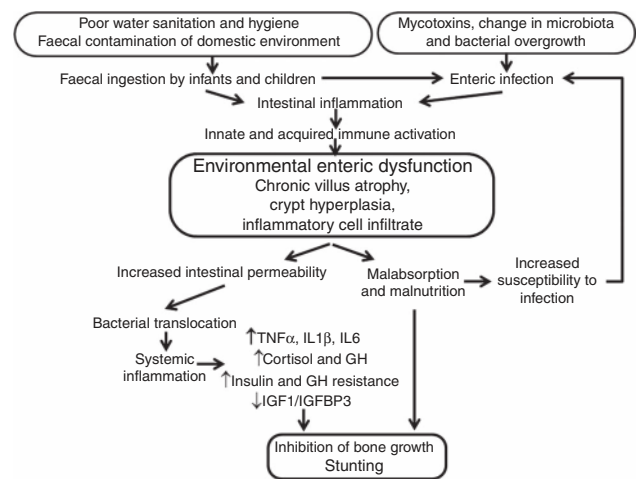 Poor water sanitation and hygiene
Faecal contamination of domestic environment
Mycotoxins, change in microbiota
and bacterial overgrowth
Faecal ingestion by infants and children
Enteric infection
Intestinal inflammation
Innate and acquired immune activation
Environmental enteric dysfunction
Chronic villus atrophy,
crypt hyperplasia,
inflammatory cell infiltrate
Increased intestinal permeability
Malabsorption
and malnutrition
Increased
susceptibility to
infection
Bacterial translocation
Systemic
inflammation
↑TNFα, IL1β, IL6
↑Cortisol and GH
↑Insulin and GH resistance
↓IGF1/IGFBP3
Inhibition of bone growth
Stunting